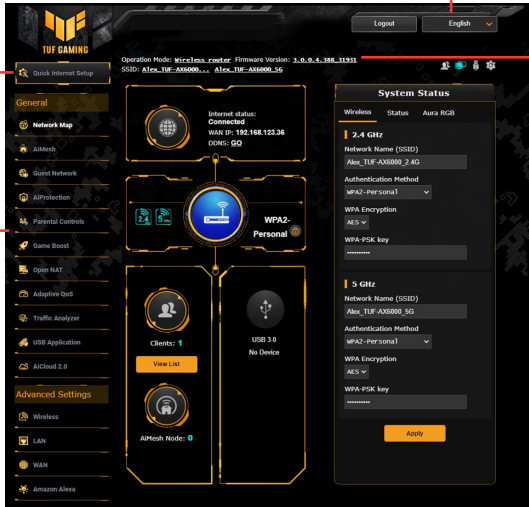 Logout
English
TUF GAMING
Operation Mode: Wireless router Firmware Version: 3.0.0.4.388_31931
SSID: Alex_TUF-AX6000... Alex_TUF-AX6000_5G
Quick Internet Setup
General
Network Map
AiMesh
Guest Network
AiProtection
Parental Controls
Game Boost
Open NAT
Adaptive QoS
Traffic Analyzer
USB Application
AiCloud 2.0
Advanced Settings
Wireless
LAN
WAN
Amazon Alexa
Internet status:
Connected
WAN IP: 192.168.123.36
DDNS: GO
2.4
5
WPA2-
Personal
Clients: 1
View List
AiMesh Node: 0
USB 3.0
No Device
System Status
Wireless Status Aura RGB
2.4 GHz
Network Name (SSID)
Alex_TUF-AX6000_2.4G
Authentication Method
WPA2-Personal
WPA Encryption
AES
WPA-PSK key
5 GHz
Network Name (SSID)
Alex_TUF-AX6000_5G
Authentication Method
WPA2-Personal
WPA Encryption
AES
WPA-PSK key
Apply